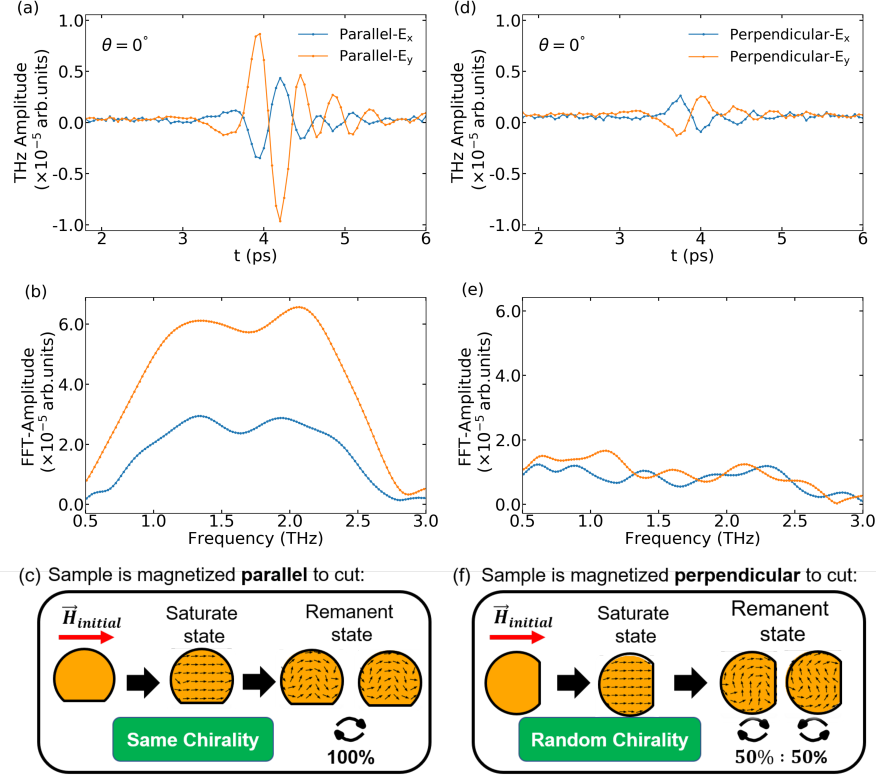 (a)
1.0
0.5
0.0
-0.5
-1.0
THz Amplitude
(×10⁻⁵ arb.units)
θ = 0°
Parallel-Eₓ
Parallel-Eᵧ
2 3 4 5 6
t (ps)
(d)
1.0
0.5
0.0
-0.5
-1.0
THz Amplitude
(×10⁻⁵ arb.units)
θ = 0°
Perpendicular-Eₓ
Perpendicular-Eᵧ
2 3 4 5 6
t (ps)
(b)
6.0
4.0
2.0
0.0
FFT-Amplitude
(×10⁻⁵ arb.units)
0.5 1.0 1.5 2.0 2.5 3.0
Frequency (THz)
(e)
6.0
4.0
2.0
0.0
FFT-Amplitude
(×10⁻⁵ arb.units)
0.5 1.0 1.5 2.0 2.5 3.0
Frequency (THz)
(c) Sample is magnetized parallel to cut:
H⃗initial
Saturate
state
Remanent
state
Same Chirality
100%
(f) Sample is magnetized perpendicular to cut:
H⃗initial
Saturate
state
Remanent
state
Random Chirality
50% : 50%